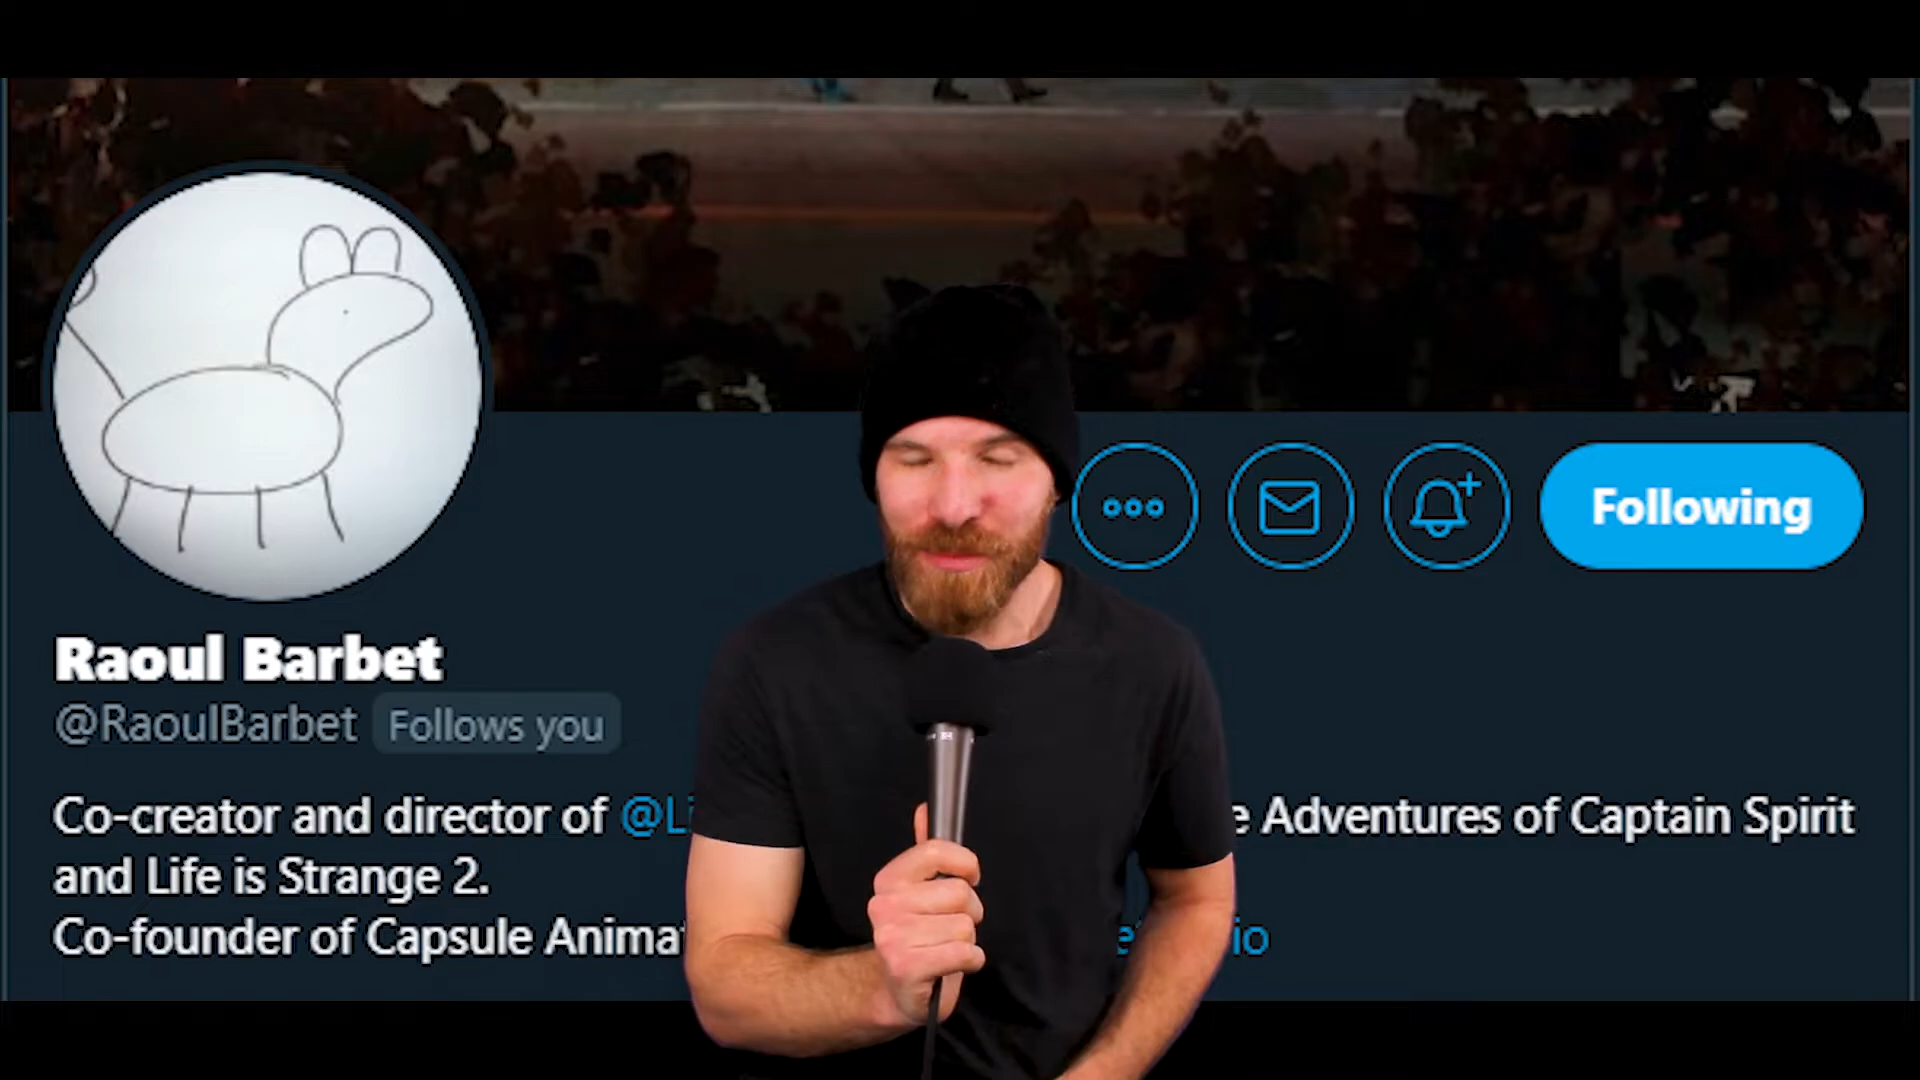 Following
Raoul Barbet
@RaoulBarbet Follows you
Co-creator and director of Adventures of Captain Spirit
and Life is Strange 2.
Co-founder of Capsule